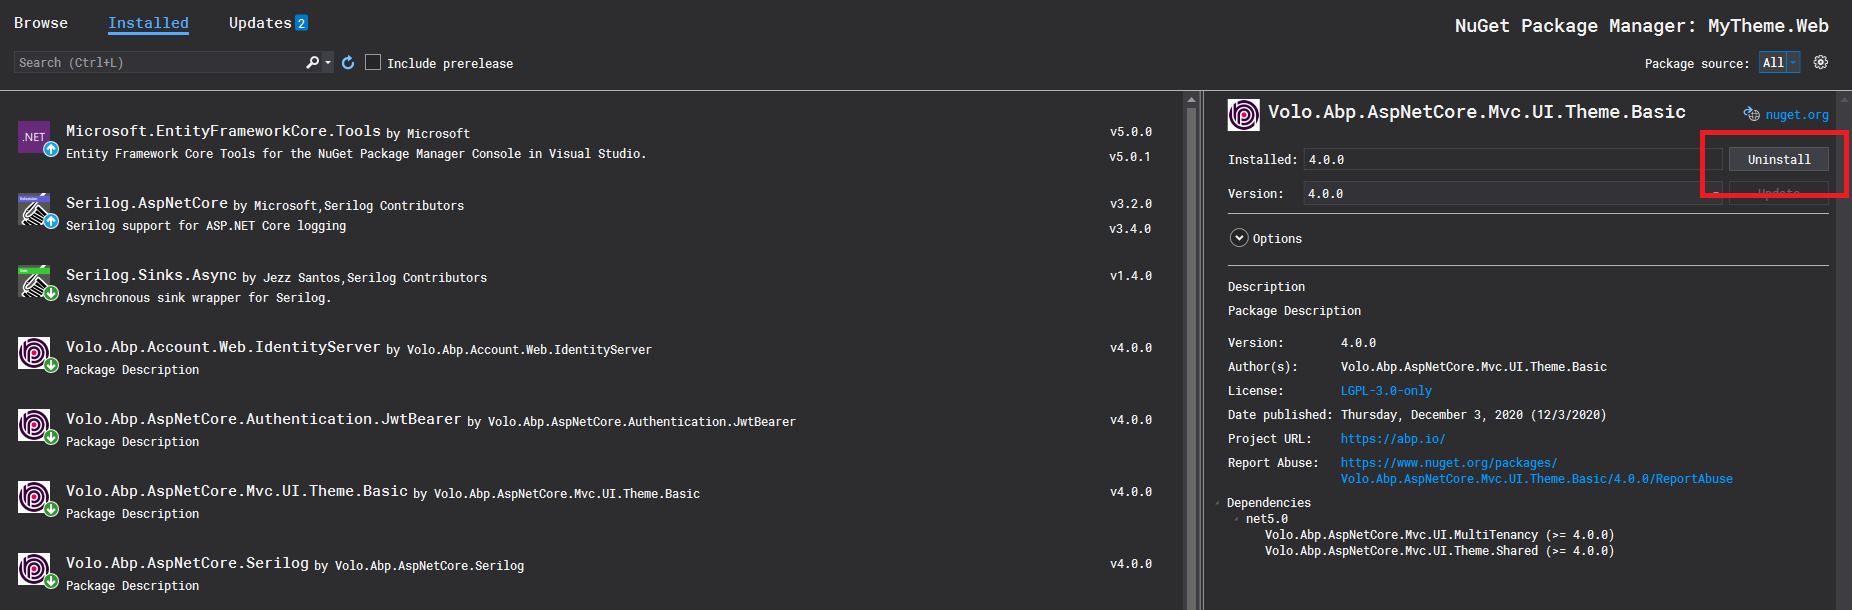 Browse Installed Updates 2
NuGet Package Manager: MyTheme.Web
Search (Ctrl+L) Include prerelease
Package source: All
.NET
Microsoft.EntityFrameworkCore.Tools by Microsoft v5.0.0
Entity Framework Core Tools for the NuGet Package Manager Console in Visual Studio. v5.0.1
Serilog.AspNetCore by Microsoft,Serilog Contributors v3.2.0
Serilog support for ASP.NET Core logging v3.4.0
Serilog.Sinks.Async by Jezz Santos,Serilog Contributors v1.4.0
Asynchronous sink wrapper for Serilog.
Volo.Abp.Account.Web.IdentityServer by Volo.Abp.Account.Web.IdentityServer v4.0.0
Package Description
Volo.Abp.AspNetCore.Authentication.JwtBearer by Volo.Abp.AspNetCore.Authentication.JwtBearer v4.0.0
Package Description
Volo.Abp.AspNetCore.Mvc.UI.Theme.Basic by Volo.Abp.AspNetCore.Mvc.UI.Theme.Basic v4.0.0
Package Description
Volo.Abp.AspNetCore.Serilog by Volo.Abp.AspNetCore.Serilog v4.0.0
Package Description
Volo.Abp.AspNetCore.Mvc.UI.Theme.Basic nuget.org
Installed: 4.0.0 Uninstall
Version: 4.0.0 Update
Options
Description
Package Description
Version: 4.0.0
Author(s): Volo.Abp.AspNetCore.Mvc.UI.Theme.Basic
License: LGPL-3.0-only
Date published: Thursday, December 3, 2020 (12/3/2020)
Project URL: https://abp.io/
Report Abuse: https://www.nuget.org/packages/
Volo.Abp.AspNetCore.Mvc.UI.Theme.Basic/4.0.0/ReportAbuse
Dependencies
net5.0
Volo.Abp.AspNetCore.Mvc.UI.MultiTenancy (>= 4.0.0)
Volo.Abp.AspNetCore.Mvc.UI.Theme.Shared (>= 4.0.0)